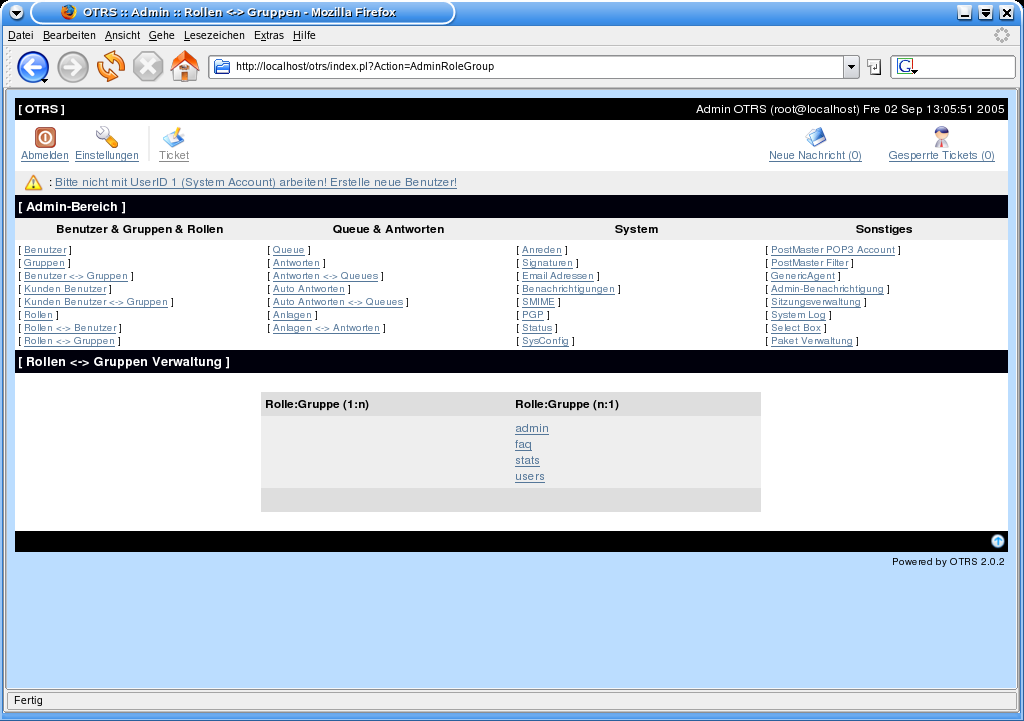 OTRS :: Admin :: Rollen <-> Gruppen - Mozilla Firefox
Datei Bearbeiten Ansicht Gehe Lesezeichen Extras Hilfe
http://localhost/otrs/index.pl?Action=AdminRoleGroup
[ OTRS ] Admin OTRS (root@localhost) Fre 02 Sep 13:05:51 2005
Abmelden Einstellungen Ticket Neue Nachricht (0) Gesperrte Tickets (0)
: Bitte nicht mit UserID 1 (System Account) arbeiten! Erstelle neue Benutzer!
[ Admin-Bereich ]
Benutzer & Gruppen & Rollen Queue & Antworten System Sonstiges
[ Benutzer ] [ Queue ] [ Anreden ] [ PostMaster POP3 Account ]
[ Gruppen ] [ Antworten ] [ Signaturen ] [ PostMaster Filter ]
[ Benutzer <-> Gruppen ] [ Antworten <-> Queues ] [ Email Adressen ] [ GenericAgent ]
[ Kunden Benutzer ] [ Auto Antworten ] [ Benachrichtigungen ] [ Admin-Benachrichtigung ]
[ Kunden Benutzer <-> Gruppen ] [ Auto Antworten <-> Queues ] [ SMIME ] [ Sitzungsverwaltung ]
[ Rollen ] [ Anlagen ] [ PGP ] [ System Log ]
[ Rollen <-> Benutzer ] [ Anlagen <-> Antworten ] [ Status ] [ Select Box ]
[ Rollen <-> Gruppen ] [ SysConfig ] [ Paket Verwaltung ]
[ Rollen <-> Gruppen Verwaltung ]
Rolle:Gruppe (1:n) Rolle:Gruppe (n:1)
admin
faq
stats
users
Powered by OTRS 2.0.2
Fertig